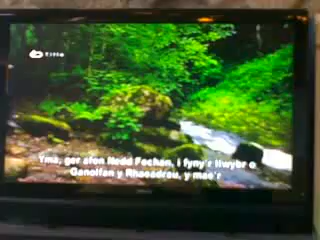 Yma, ger afon Nedd Fechan, i fyny'r llwybr o
Ganolfan y Rhaeadrau, y mae'r